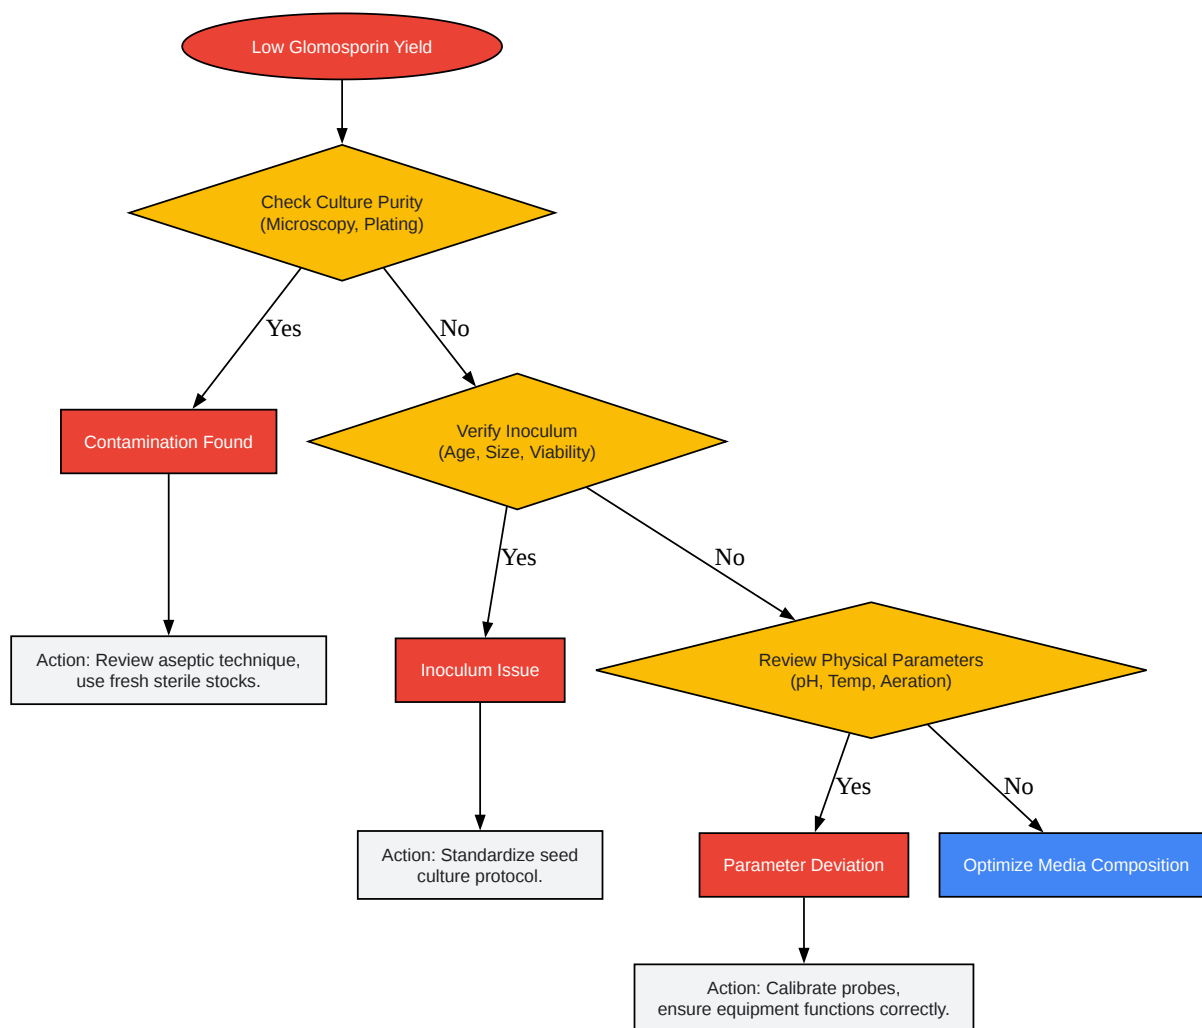 Low Glomosporin Yield
Check Culture Purity
(Microscopy, Plating)
Yes
No
Contamination Found
Verify Inoculum
(Age, Size, Viability)
Yes
No
Action: Review aseptic technique,
use fresh sterile stocks.
Inoculum Issue
Review Physical Parameters
(pH, Temp, Aeration)
Yes
No
Action: Standardize seed
culture protocol.
Parameter Deviation
Optimize Media Composition
Action: Calibrate probes,
ensure equipment functions correctly.